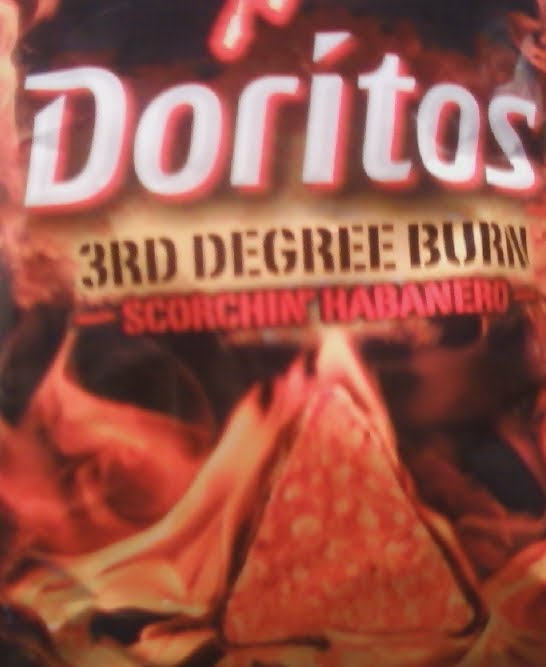 Doritos
3RD DEGREE BURN
SCORCHIN' HABANERO